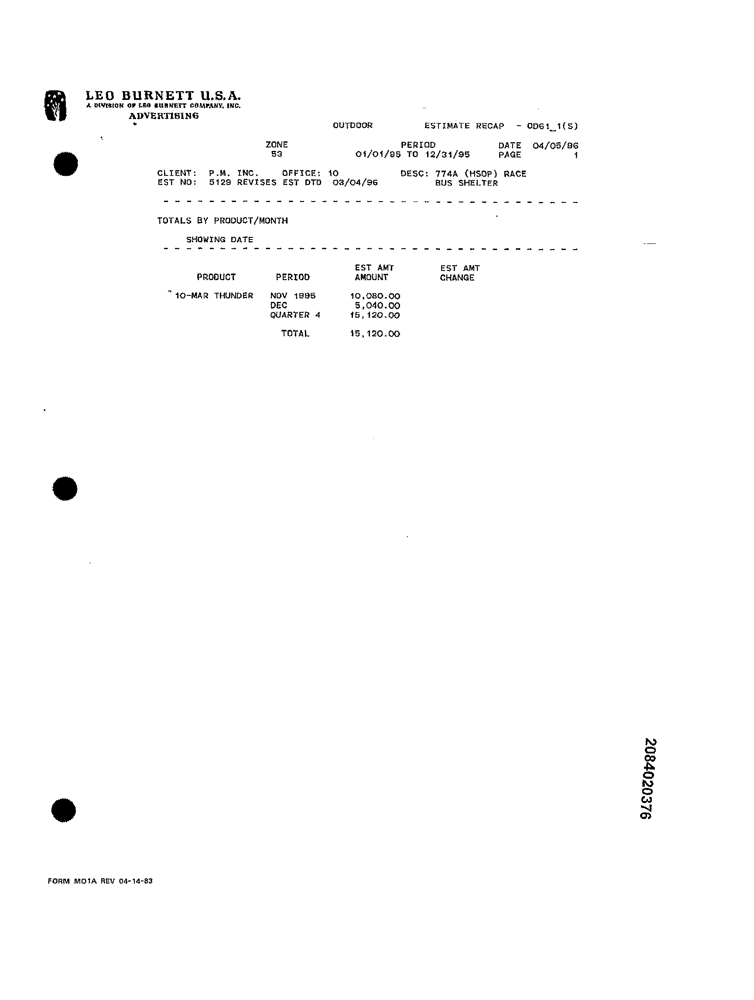 LEO BURNETT U.S.A.
A DIVISION OF LEO BURNETT COMPANY, INC.
ADVERTISING
OUTDOOR ESTIMATE RECAP - OD61_1(S)
ZONE PERIOD DATE 04/05/96
53 01/01/95 TO 12/31/95 PAGE 1
CLIENT: P.M. INC. OFFICE: 10 DESC: 774A (HSOP) RACE
EST NO: 5129 REVISES EST DTD 03/04/96 BUS SHELTER
TOTALS BY PRODUCT/MONTH
SHOWING DATE
EST AMT EST AMT
PRODUCT PERIOD AMOUNT CHANGE
10-MAR THUNDER NOV 1995 10,080.00
DEC 5,040.00
QUARTER 4 15,120.00
TOTAL 15,120.00
2084020376
FORM MO1A REV 04-14-83